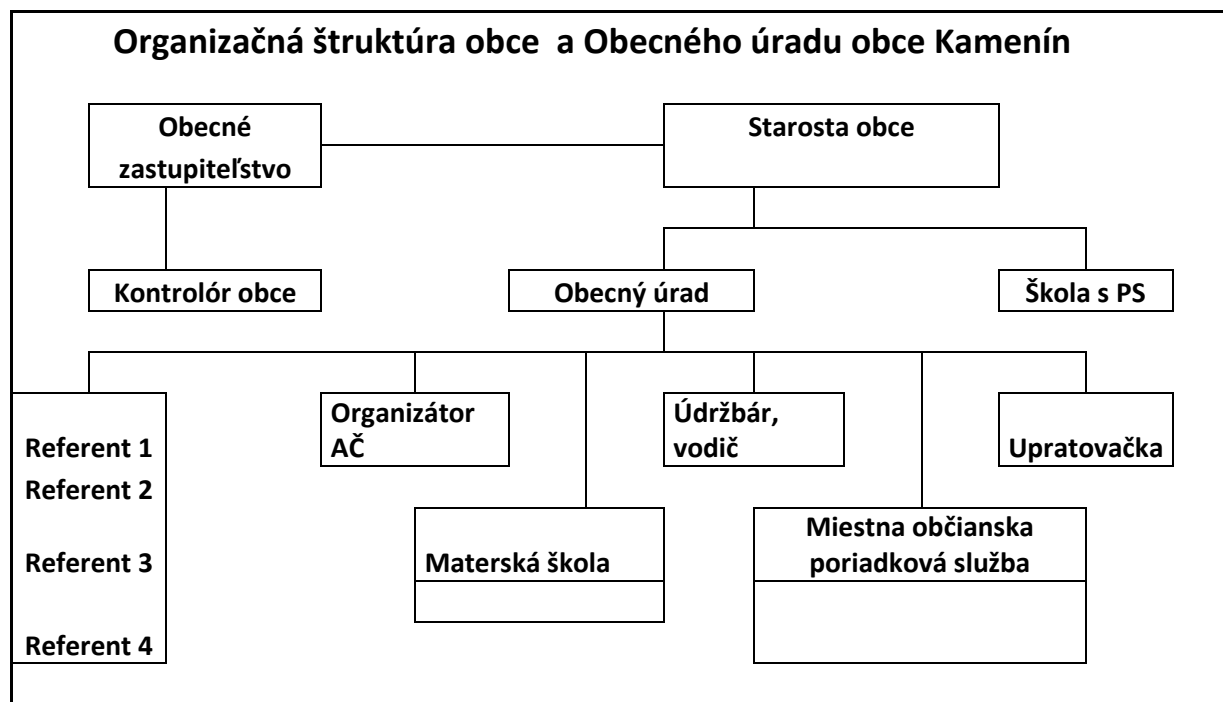 Organizačná štruktúra obce a Obecného úradu obce Kamenín
Obecné
zastupiteľstvo
Starosta obce
Kontrolór obce
Obecný úrad
Škola s PS
Referent 1
Referent 2
Referent 3
Referent 4
Organizátor
AČ
Údržbár,
vodič
Upratovačka
Materská škola
Miestna občianska
poriadková služba